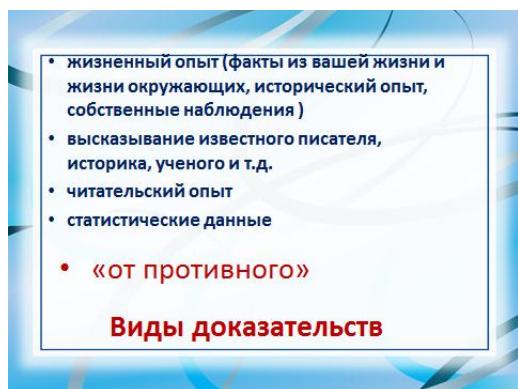 • жизненный опыт (факты из вашей жизни и
жизни окружающих, исторический опыт,
собственные наблюдения )
• высказывание известного писателя,
историка, ученого и т.д.
• читательский опыт
• статистические данные
• «от противного»
Виды доказательств